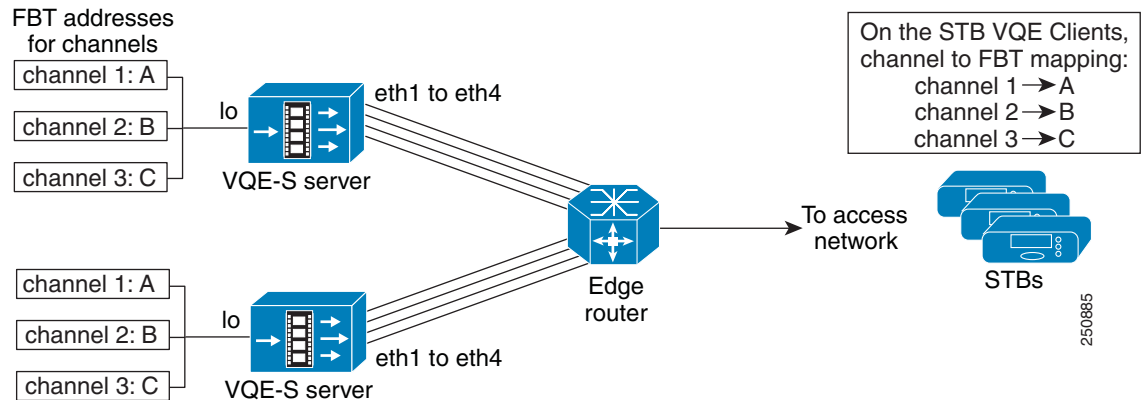 FBT addresses
for channels
channel 1: A
channel 2: B
channel 3: C
lo
eth1 to eth4
VQE-S server
channel 1: A
channel 2: B
channel 3: C
lo
eth1 to eth4
VQE-S server
Edge
router
To access
network
On the STB VQE Clients,
channel to FBT mapping:
channel 1→A
channel 2→B
channel 3→C
STBs
250885